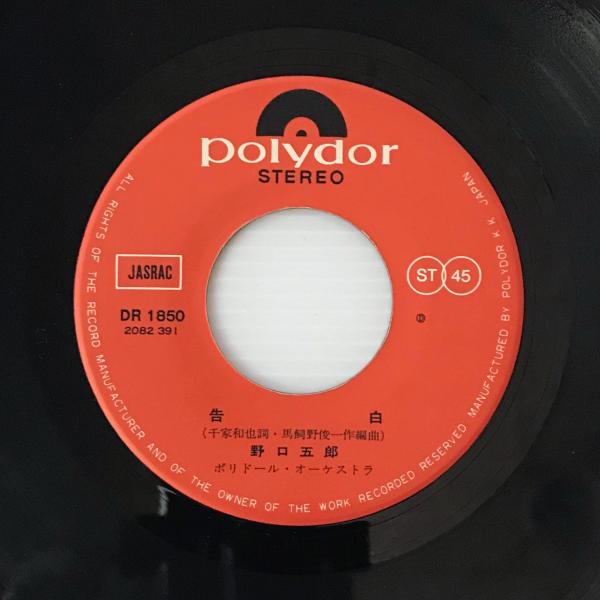 polydor
STEREO
JASRAC
ST 45
DR 1850
2082 391
告白
(千家和也詞・馬飼野俊一作編曲)
野口五郎
ポリドール・オーケストラ
ALL RIGHTS OF THE RECORD MANUFACTURER AND OF THE OWNER OF THE WORK RECORDED RESERVED MANUFACTURED BY POLYDOR K K JAPAN